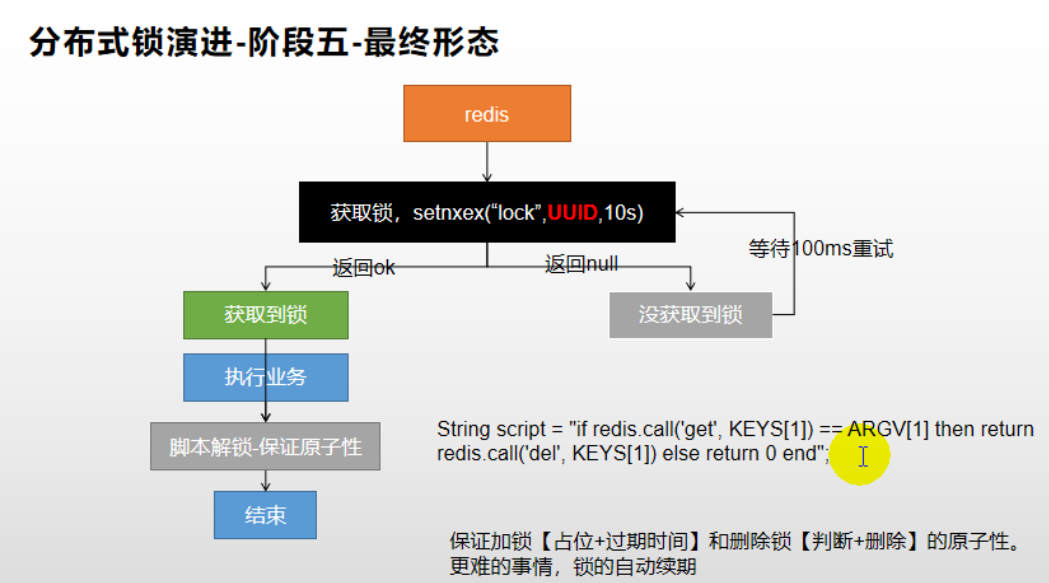 分布式锁演进-阶段五-最终形态
redis
获取锁，setnxex(“lock”,UUID,10s)
返回ok
返回null
等待100ms重试
获取到锁
没获取到锁
执行业务
脚本解锁-保证原子性
String script = "if redis.call('get', KEYS[1]) == ARGV[1] then return
redis.call('del', KEYS[1]) else return 0 end";
结束
保证加锁【占位+过期时间】和删除锁【判断+删除】的原子性。
更难的事情，锁的自动续期